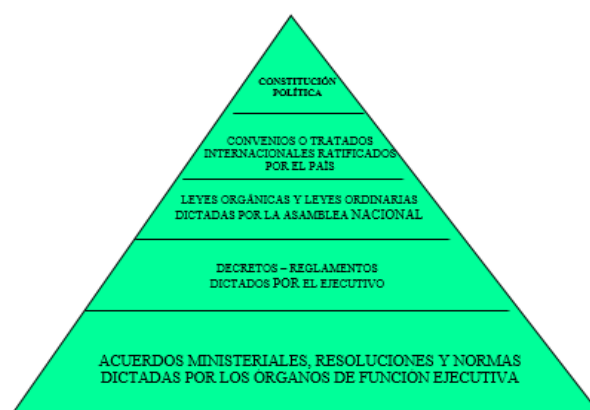 CONSTITUCIÓN
POLÍTICA
CONVENIOS O TRATADOS
INTERNACIONALES RATIFICADOS
POR EL PAÍS
LEYES ORGÁNICAS Y LEYES ORDINARIAS
DICTADAS POR LA ASAMBLEA NACIONAL
DECRETOS – REGLAMENTOS
DICTADOS POR EL EJECUTIVO
ACUERDOS MINISTERIALES, RESOLUCIONES Y NORMAS
DICTADAS POR LOS ORGANOS DE FUNCIÓN EJECUTIVA